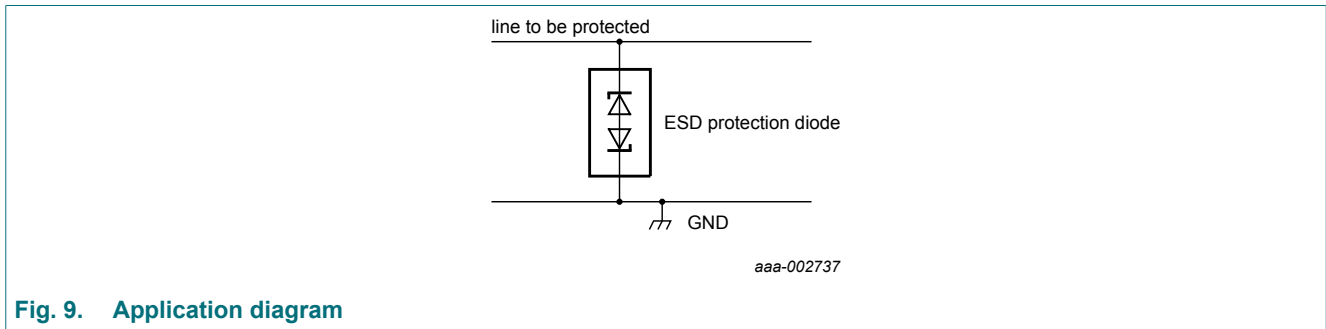 line to be protected
ESD protection diode
GND
aaa-002737
Fig. 9. Application diagram